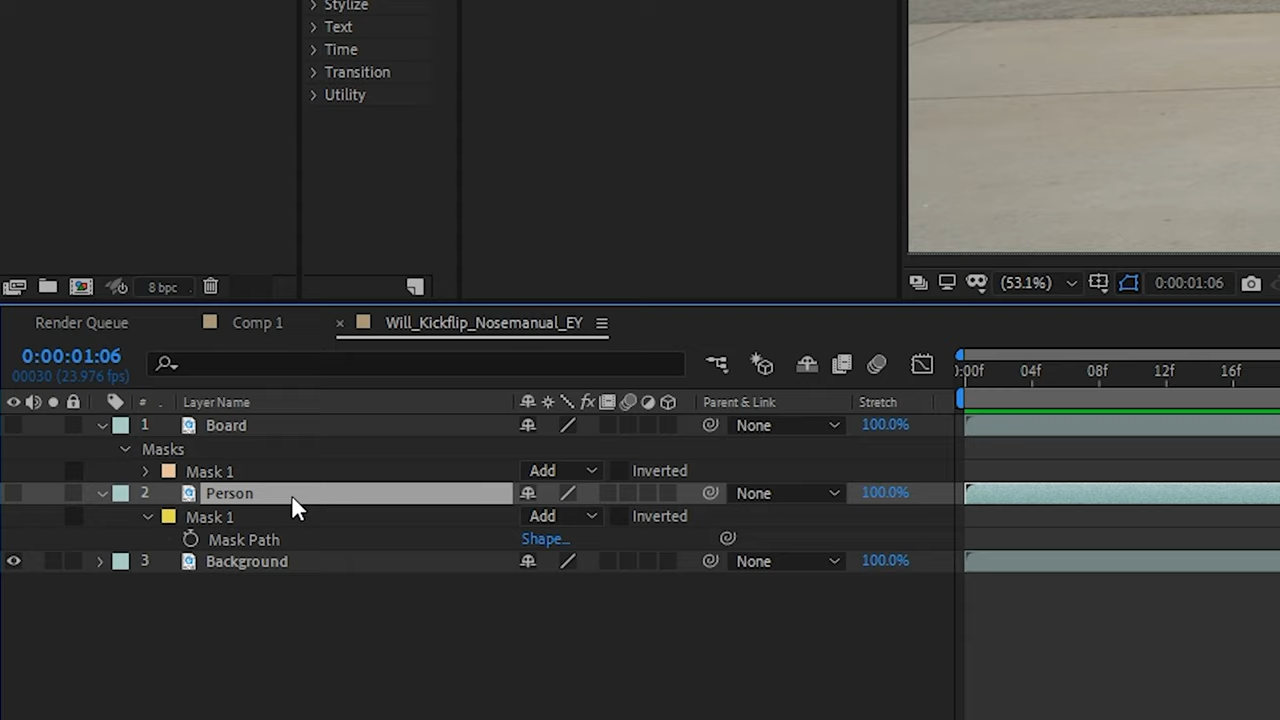 Stylize
Text
Time
Transition
Utility
8 bpc
(53.1%) 0:00:01:06
Render Queue Comp 1 × Will_Kickflip_Nosemanual_EY
0:00:01:06
00030 (23.976 fps)
:00f 04f 08f 12f 16f
# . Layer Name fx Parent & Link Stretch
1 Board None 100.0%
Masks
Mask 1 Add Inverted
2 Person None 100.0%
Mask 1 Add Inverted
Mask Path Shape...
3 Background None 100.0%